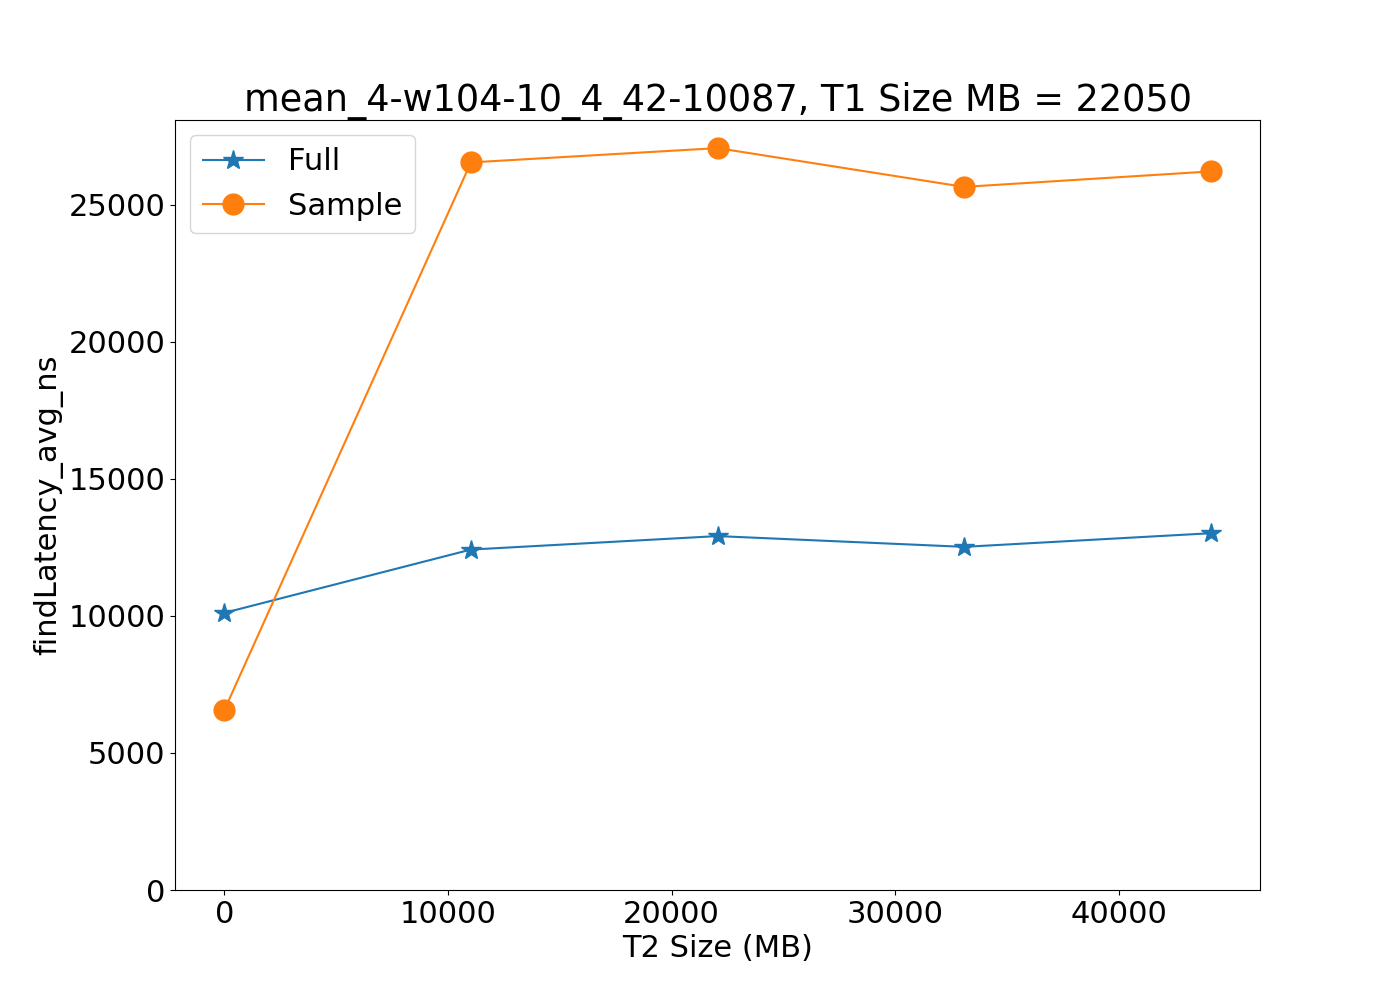 mean_4-w104-10_4_42-10087, T1 Size MB = 22050
Full
Sample
findLatency_avg_ns
25000
20000
15000
10000
5000
0
0 10000 20000 30000 40000
T2 Size (MB)